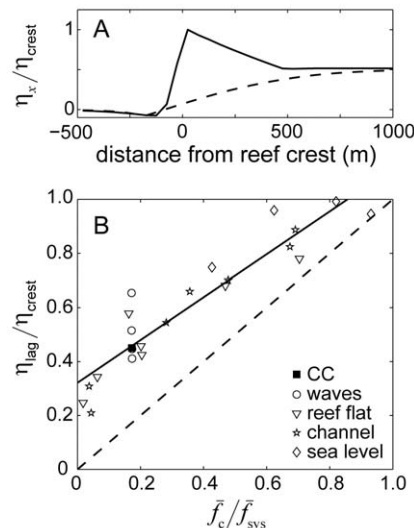 A
η_x/η_crest
1
0
−500 0 500 1000
distance from reef crest (m)
B
η_lag/η_crest
1.0
0.8
0.6
0.4
0.2
0
CC
waves
reef flat
channel
sea level
0 0.2 0.4 0.6 0.8 1.0
f̄_c/f̄_sys